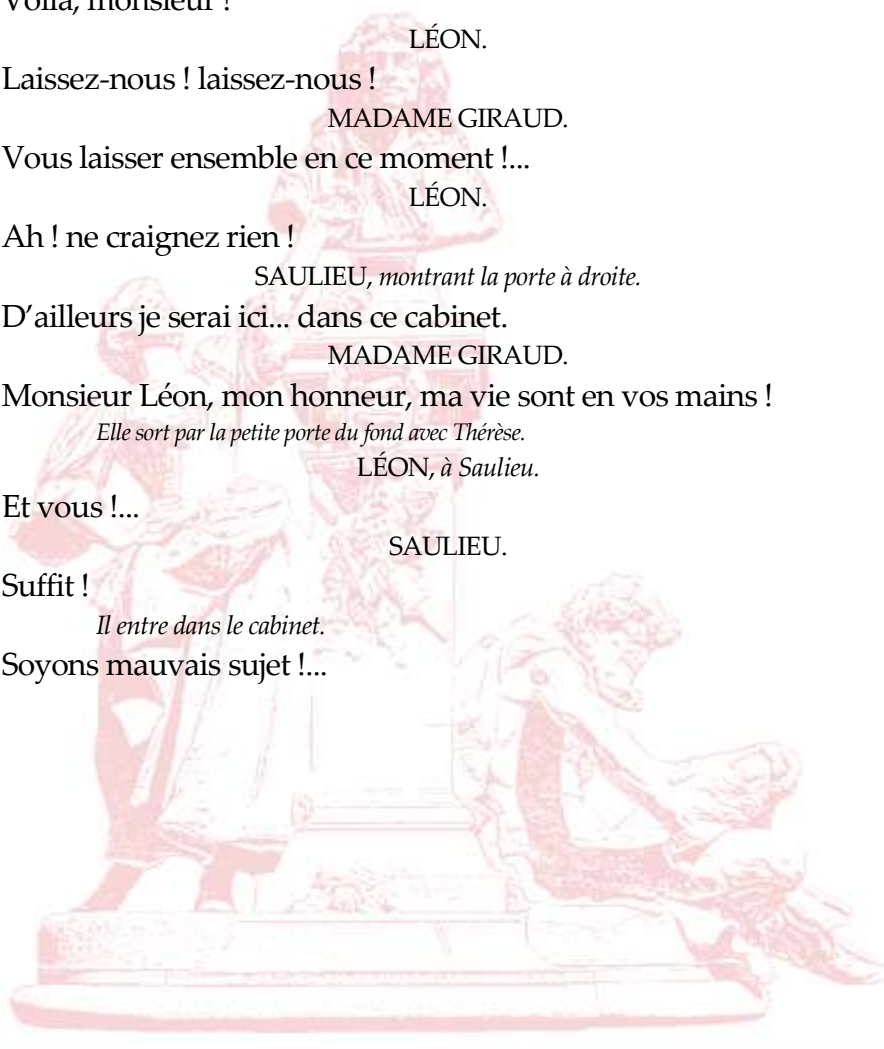 Voilà, monsieur !
LÉON.
Laissez-nous ! laissez-nous !
MADAME GIRAUD.
Vous laisser ensemble en ce moment !...
LÉON.
Ah ! ne craignez rien !
SAULIEU, montrant la porte à droite.
D’ailleurs je serai ici... dans ce cabinet.
MADAME GIRAUD.
Monsieur Léon, mon honneur, ma vie sont en vos mains !
Elle sort par la petite porte du fond avec Thérèse.
LÉON, à Saulieu.
Et vous !...
SAULIEU.
Suffit !
Il entre dans le cabinet.
Soyons mauvais sujet !...